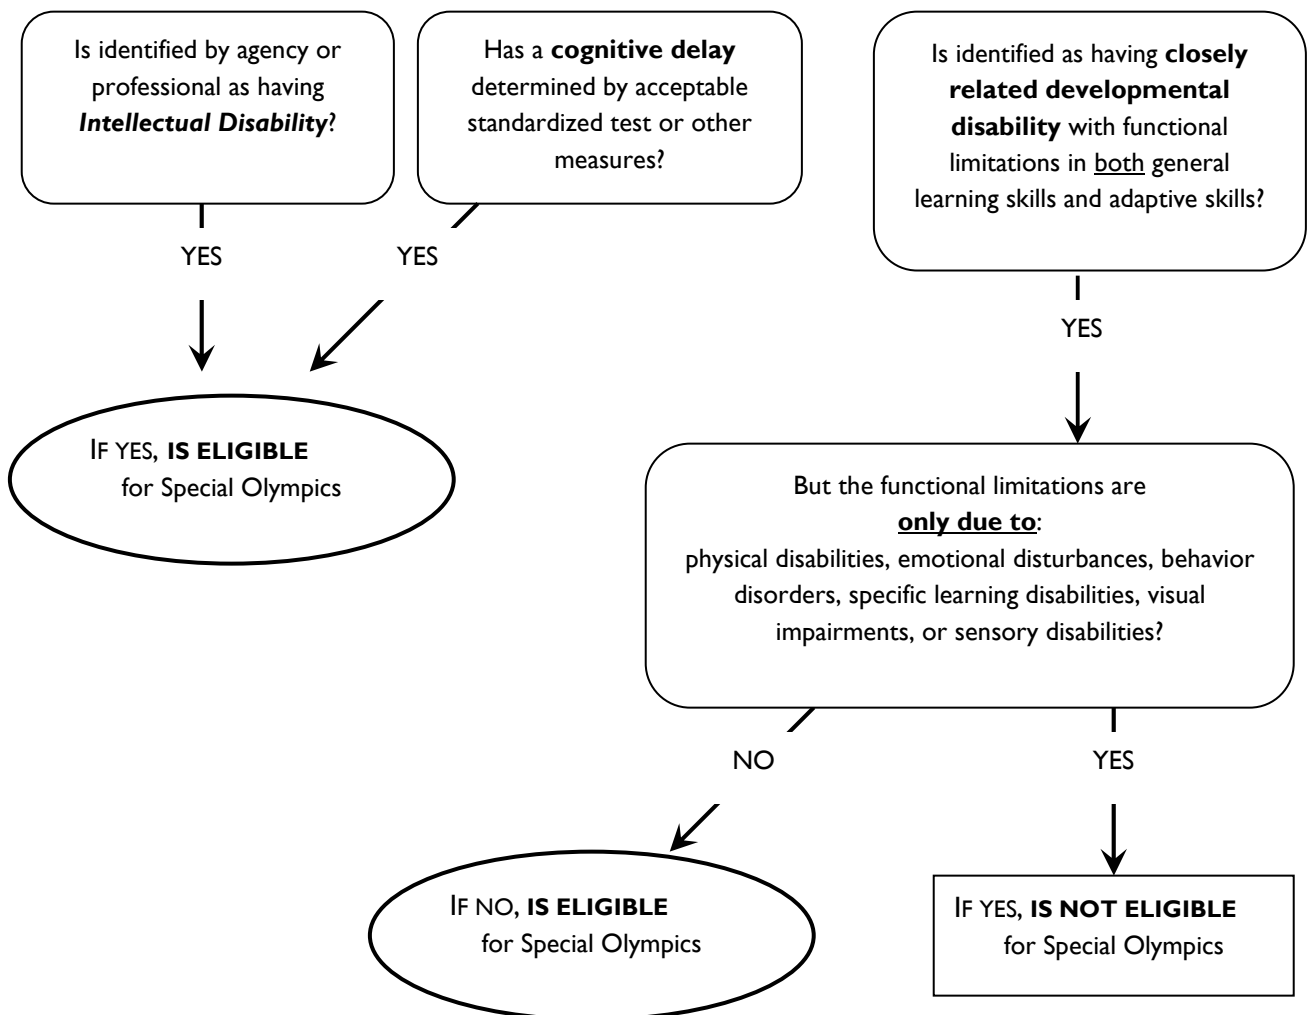 Is identified by agency or
professional as having
Intellectual Disability?
YES
Has a cognitive delay
determined by acceptable
standardized test or other
measures?
YES
IF YES, IS ELIGIBLE
for Special Olympics
Is identified as having closely
related developmental
disability with functional
limitations in both general
learning skills and adaptive skills?
YES
But the functional limitations are
only due to:
physical disabilities, emotional disturbances, behavior
disorders, specific learning disabilities, visual
impairments, or sensory disabilities?
NO
IF NO, IS ELIGIBLE
for Special Olympics
YES
IF YES, IS NOT ELIGIBLE
for Special Olympics